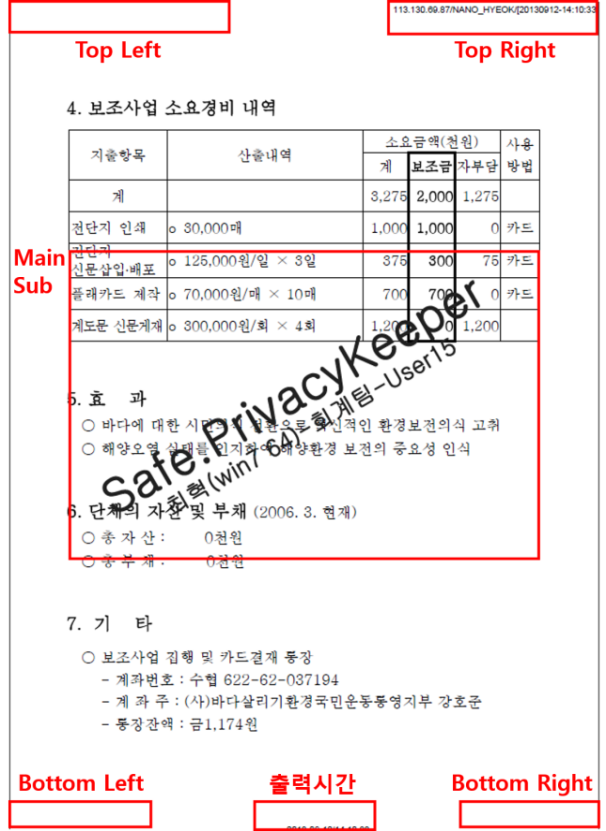 113.130.69.87/NANO_HYEOK/[20130912-14:10:33
Top Left
Top Right
4. 보조사업 소요경비 내역
지출항목 산출내역 소요금액(천원) 사용
계 보조금 자부담 방법
계 3,275 2,000 1,275
전단지 인쇄 o 30,000매 1,000 1,000 0 카드
Main
Sub
전단지
신문삽입·배포 o 125,000원/일 × 3일 375 300 75 카드
플래카드 제작 o 70,000원/매 × 10매 700 700 0 카드
계도문 신문게재 o 300,000원/회 × 4회 1,200 0 1,200
Safe.PrivacyKeeper
최혁(win7 64)-회계팀-User15
5. 효 과
○ 바다에 대한 전환으로 환경보전의식 고취
○ 해양오염 실태를 인지하여 해양환경 보전의 중요성 인식
6. 단체의 자산 및 부채 (2006. 3. 현재)
○ 총 자 산 : 0천원
○ 총 부 채 : 0천원
7. 기 타
○ 보조사업 집행 및 카드결재 통장
- 계좌번호 : 수협 622-62-037194
- 계 좌 주 : (사)바다살리기환경국민운동통영지부 강호준
- 통장잔액 : 금1,174원
Bottom Left
출력시간
Bottom Right